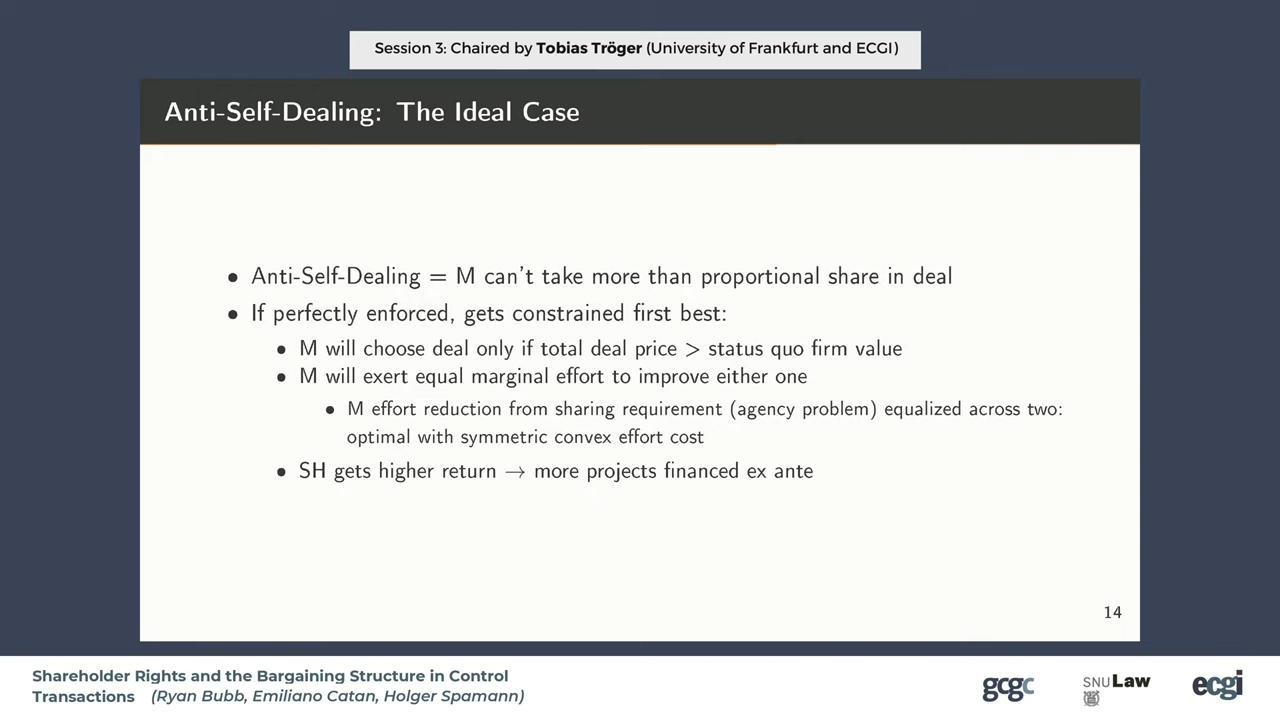 Session 3: Chaired by Tobias Tröger (University of Frankfurt and ECGI)
Anti-Self-Dealing: The Ideal Case
• Anti-Self-Dealing = M can't take more than proportional share in deal
• If perfectly enforced, gets constrained first best:
• M will choose deal only if total deal price > status quo firm value
• M will exert equal marginal effort to improve either one
• M effort reduction from sharing requirement (agency problem) equalized across two:
optimal with symmetric convex effort cost
• SH gets higher return → more projects financed ex ante
14
Shareholder Rights and the Bargaining Structure in Control
Transactions (Ryan Bubb, Emiliano Catan, Holger Spamann)
gcgc
SNU Law
ecgi